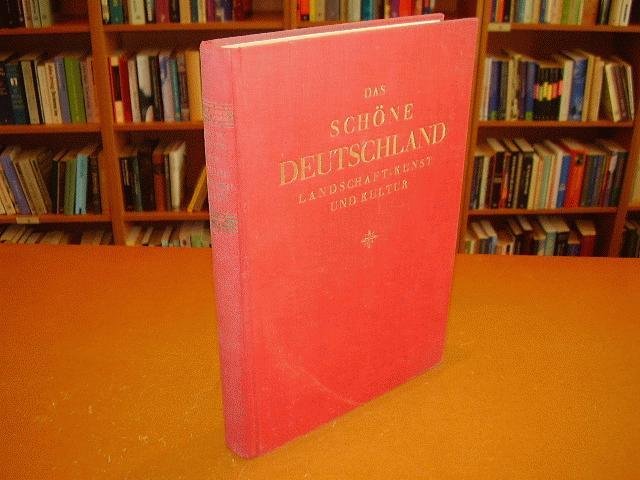 DAS
SCHÖNE
DEUTSCHLAND
LANDSCHAFT·KUNST
UND KULTUR